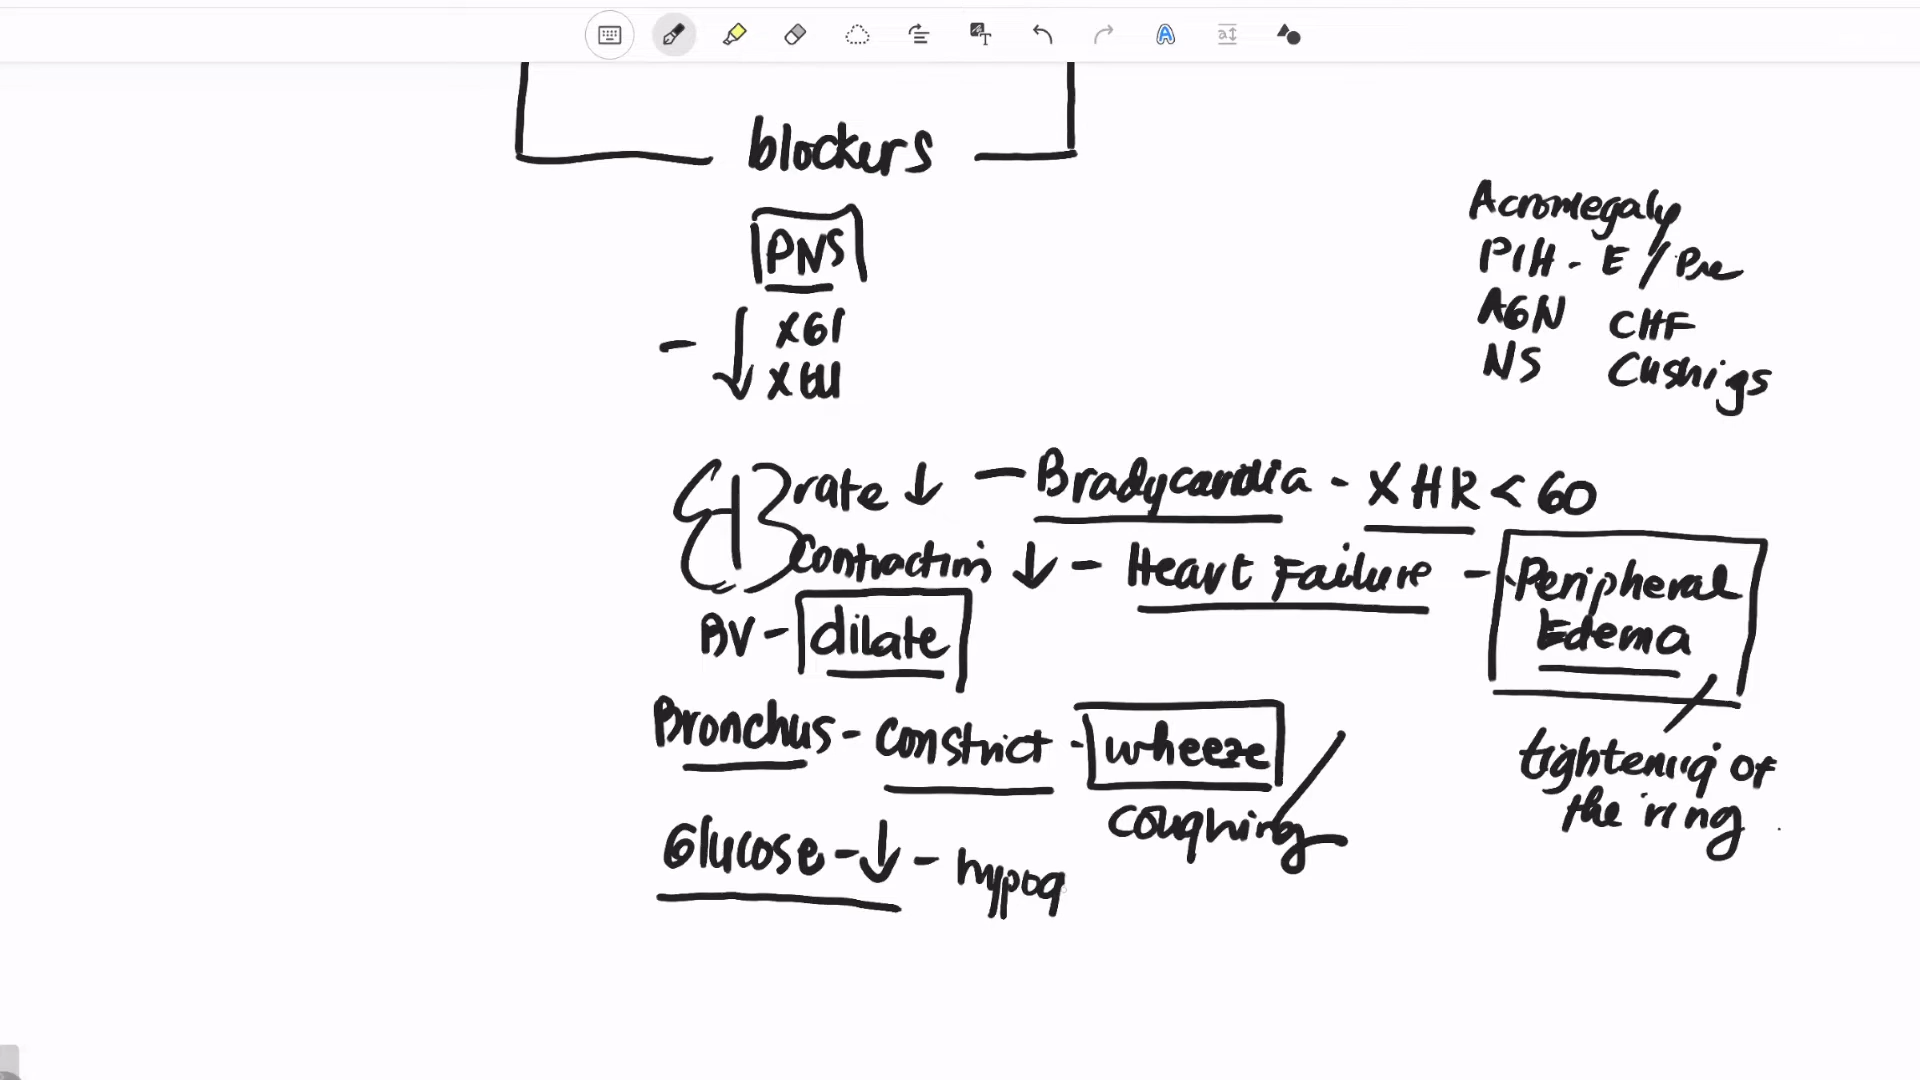 blockers
PNS
- ↓ XGI
XGU
Acromegaly
PIH - E / Pre
AGN CHF
NS Cushigs
rate ↓ - Bradycardia - X HR < 60
Contraction ↓ - Heart Failure - Peripheral Edema
BV - dilate
Bronchus - constrict - wheeze
coughing
tightening of
the ring
Glucose - ↓ - hypog